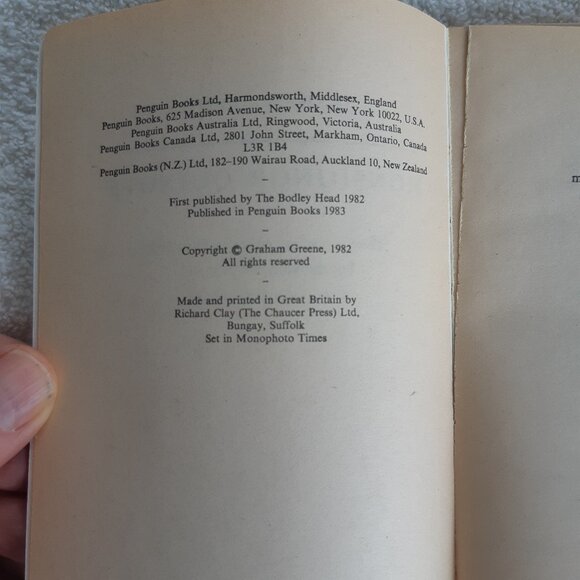 Penguin Books Ltd, Harmondsworth, Middlesex, England
Penguin Books, 625 Madison Avenue, New York, New York 10022, U.S.A.
Penguin Books Australia Ltd, Ringwood, Victoria, Australia
Penguin Books Canada Ltd, 2801 John Street, Markham, Ontario, Canada
L3R 1B4
Penguin Books (N.Z.) Ltd, 182–190 Wairau Road, Auckland 10, New Zealand
–
First published by The Bodley Head 1982
Published in Penguin Books 1983
–
Copyright © Graham Greene, 1982
All rights reserved
–
Made and printed in Great Britain by
Richard Clay (The Chaucer Press) Ltd,
Bungay, Suffolk
Set in Monophoto Times
m